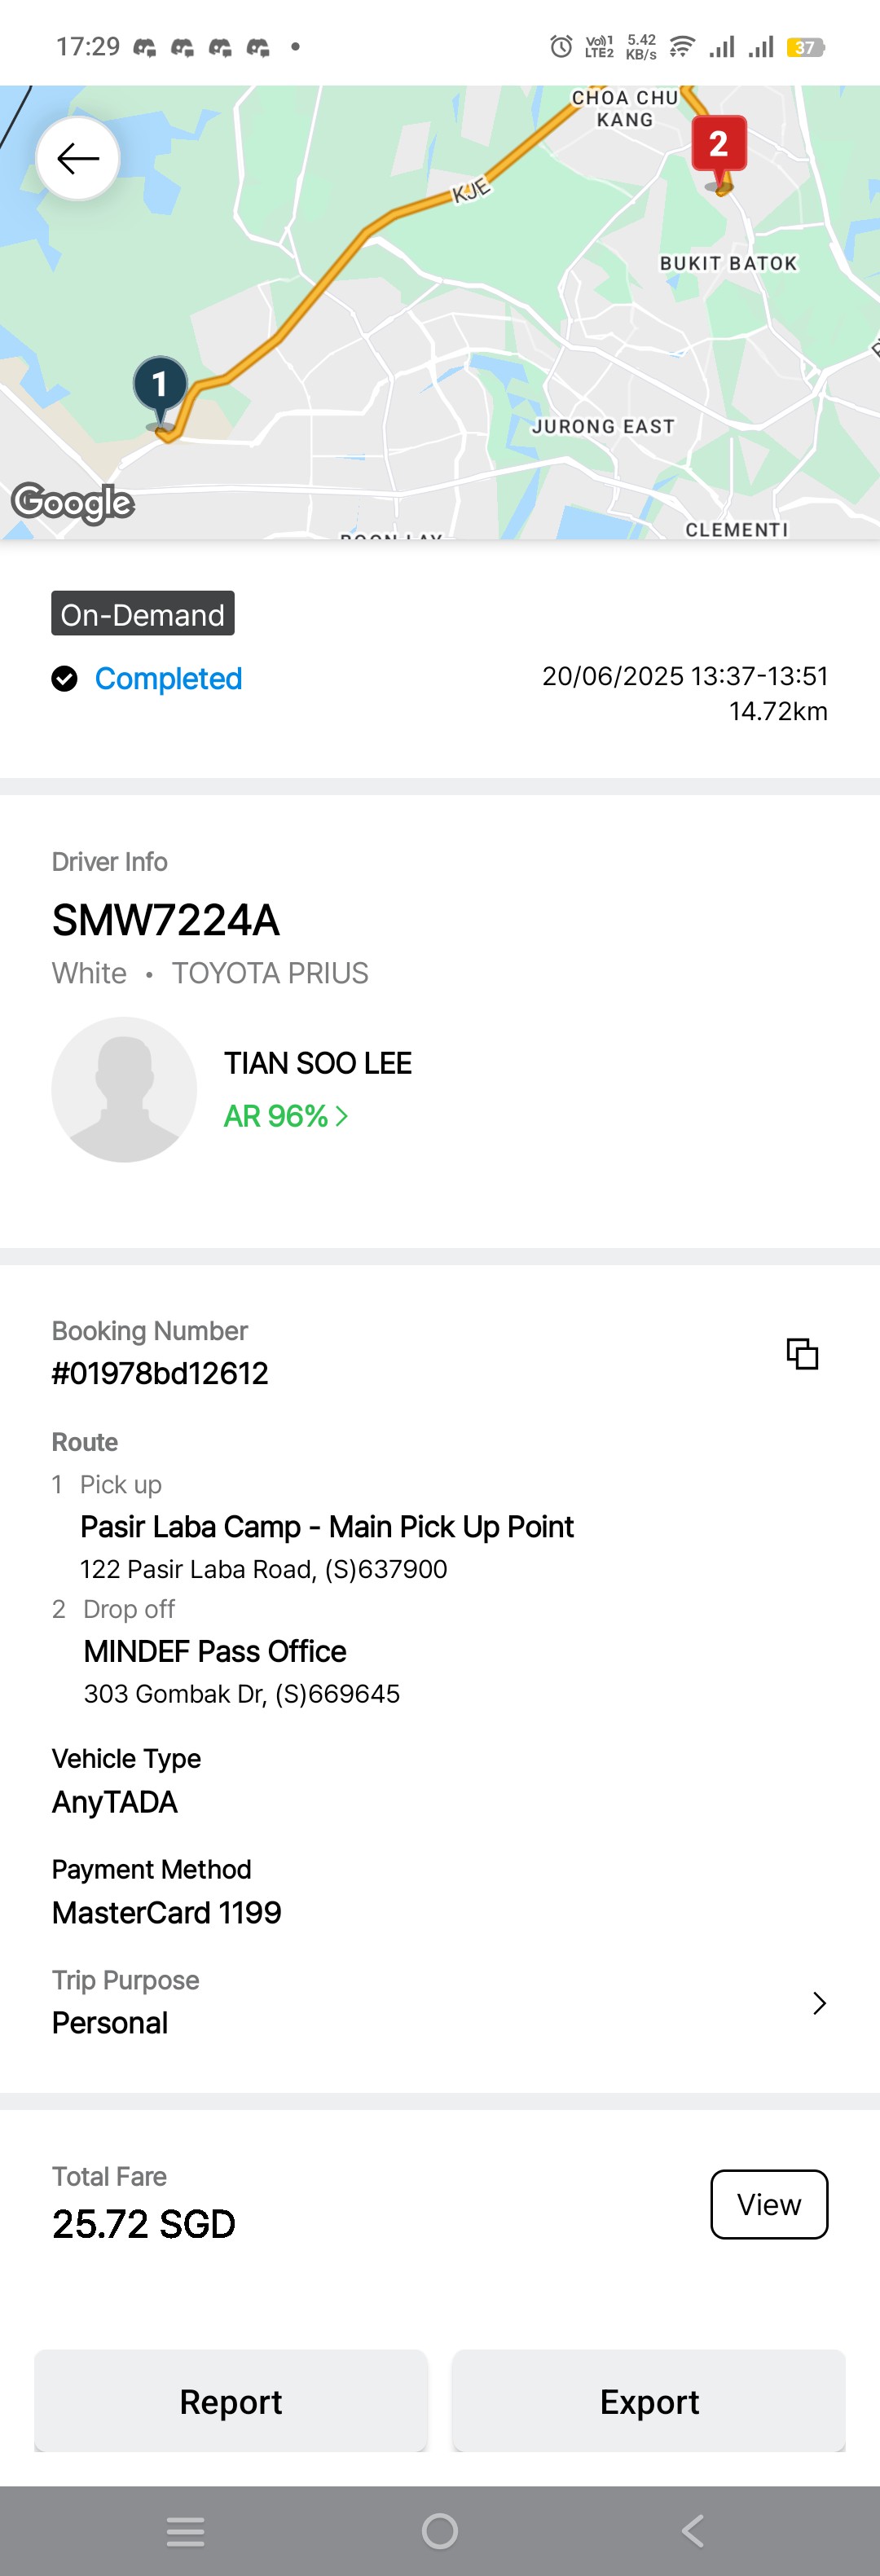 17:29
Vo))1
LTE2
5.42
KB/s
37
CHOA CHU
KANG
2
KJE
BUKIT BATOK
1
JURONG EAST
Google
CLEMENTI
BOON LAY
On-Demand
Completed
20/06/2025 13:37-13:51
14.72km
Driver Info
SMW7224A
White • TOYOTA PRIUS
TIAN SOO LEE
AR 96% >
Booking Number
#01978bd12612
Route
1 Pick up
Pasir Laba Camp - Main Pick Up Point
122 Pasir Laba Road, (S)637900
2 Drop off
MINDEF Pass Office
303 Gombak Dr, (S)669645
Vehicle Type
AnyTADA
Payment Method
MasterCard 1199
Trip Purpose
Personal
Total Fare
25.72 SGD
View
Report
Export